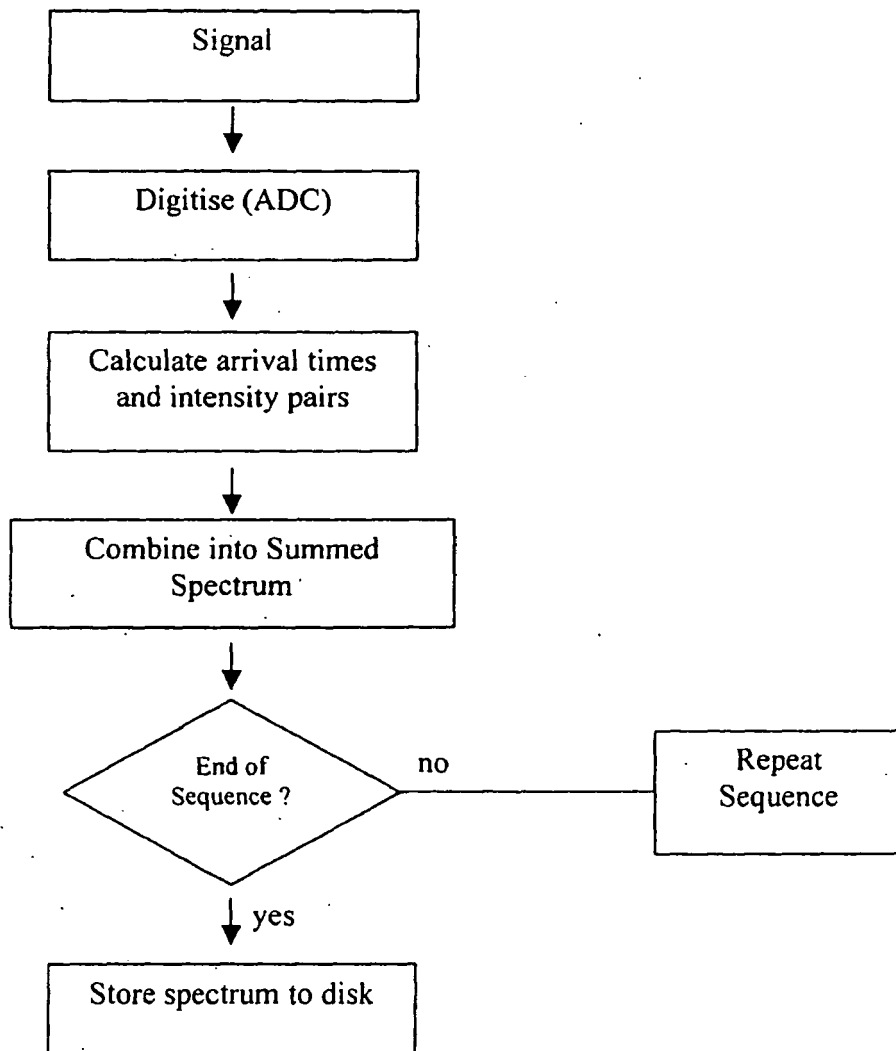 Signal
Digitise (ADC)
Calculate arrival times
and intensity pairs
Combine into Summed
Spectrum
End of
Sequence ?
no
Repeat
Sequence
yes
Store spectrum to disk